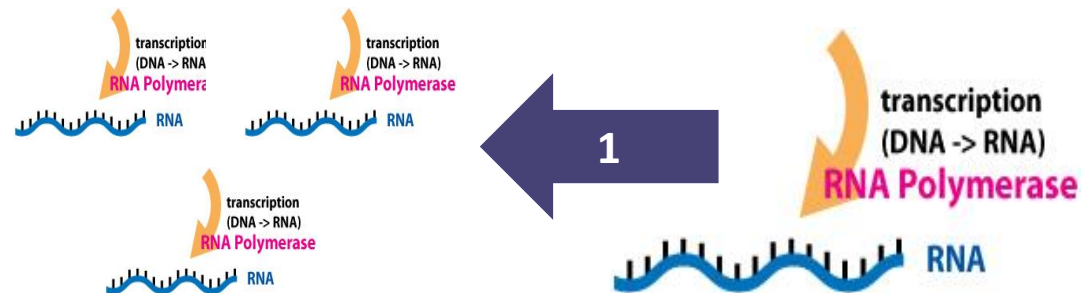 transcription
(DNA -> RNA
RNA Polymera
RNA
transcription
(DNA -> RNA)
RNA Polymerase
RNA
transcription
(DNA -> RNA)
RNA Polymerase
RNA
1
transcription
(DNA -> RNA)
RNA Polymerase
RNA